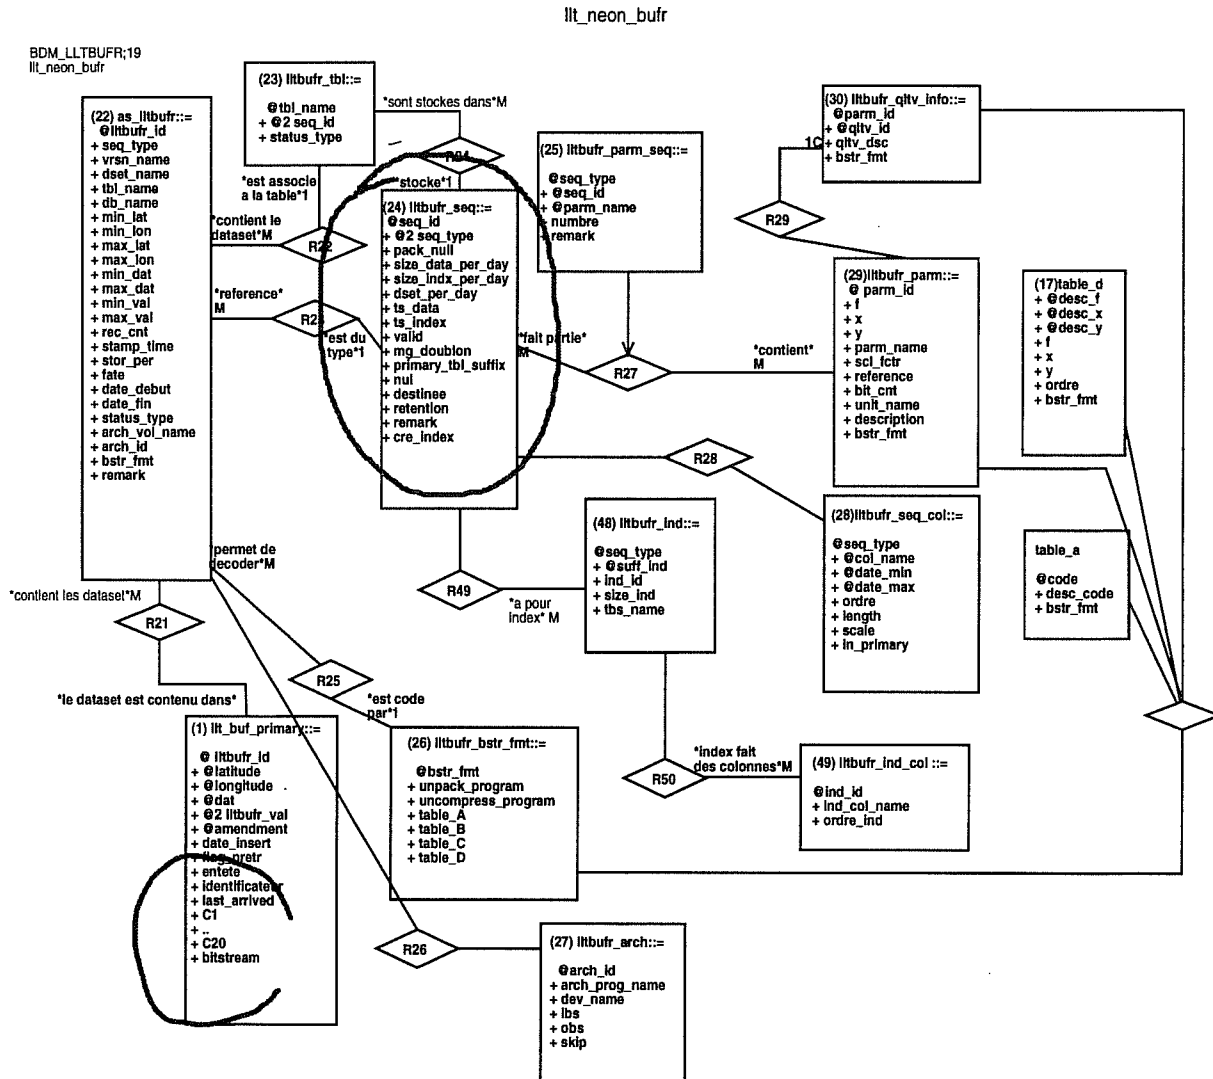 llt_neon_bufr
BDM_LLTBUFR;19
llt_neon_bufr
(22) as_lltbufr::=
@lltbufr_id
+ seq_type
+ vrsn_name
+ dset_name
+ tbl_name
+ db_name
+ min_lat
+ min_lon
+ max_lat
+ max_lon
+ min_dat
+ max_dat
+ min_val
+ max_val
+ rec_cnt
+ stamp_time
+ stor_per
+ fate
+ date_debut
+ date_fin
+ status_type
+ arch_vol_name
+ arch_id
+ bstr_fmt
+ remark
(23) lltbufr_tbl:=
@tbl_name
+ @2 seq_id
+ status_type
*sont stockes dans*M
*est associe
a la table*1
*stocke*1
*contient le
dataset*M
R22
*reference*
M
*est du
type*1
(24) lltbufr_seq::=
@seq_id
+ @2 seq_type
+ pack_null
+ size_data_per_day
+ size_indx_per_day
+ dset_per_day
+ ts_data
+ ts_index
+ valid
+ mg_doublon
+ primary_tbl_suffix
+ nui
+ destinee
+ retention
+ remark
+ cre_index
(25) lltbufr_parm_seq::=
@seq_type
+ @seq_id
+ @parm_name
+ numbre
+ remark
*fait partie*
M
R27
*contient*
M
(30) lltbufr_qltv_info::=
@parm_id
+ @qltv_id
+ qltv_dsc
+ bstr_fmt
1C
R29
(29)lltbufr_parm::=
@ parm_id
+ f
+ x
+ y
+ parm_name
+ scl_fctr
+ reference
+ bit_cnt
+ unit_name
+ description
+ bstr_fmt
(17)table_d
+ @desc_f
+ @desc_x
+ @desc_y
+ f
+ x
+ y
+ ordre
+ bstr_fmt
R28
(28)lltbufr_seq_col::=
@seq_type
+ @col_name
+ @date_min
+ @date_max
+ ordre
+ length
+ scale
+ in_primary
table_a
@code
+ desc_code
+ bstr_fmt
(48) lltbufr_ind::=
@seq_type
+ @suff_ind
+ ind_id
+ size_ind
+ tbs_name
R49
*a pour
index* M
*permet de
decoder*M
*contient les dataset*M
R21
*le dataset est contenu dans*
R25
*est code
par*1
(1) llt_buf_primary::=
@ lltbufr_id
+ @latitude
+ @longitude
+ @dat
+ @2 lltbufr_val
+ @amendment
+ date_insert
+ flag_pretr
+ entete
+ identificateur
+ last_arrived
+ C1
+ ..
+ C20
+ bitstream
(26) lltbufr_bstr_fmt::=
@bstr_fmt
+ unpack_program
+ uncompress_program
+ table_A
+ table_B
+ table_C
+ table_D
R50
*index fait
des colonnes*M
(49) lltbufr_ind_col ::=
@ind_id
+ ind_col_name
+ ordre_ind
R26
(27) lltbufr_arch::=
@arch_id
+ arch_prog_name
+ dev_name
+ ibs
+ obs
+ skip